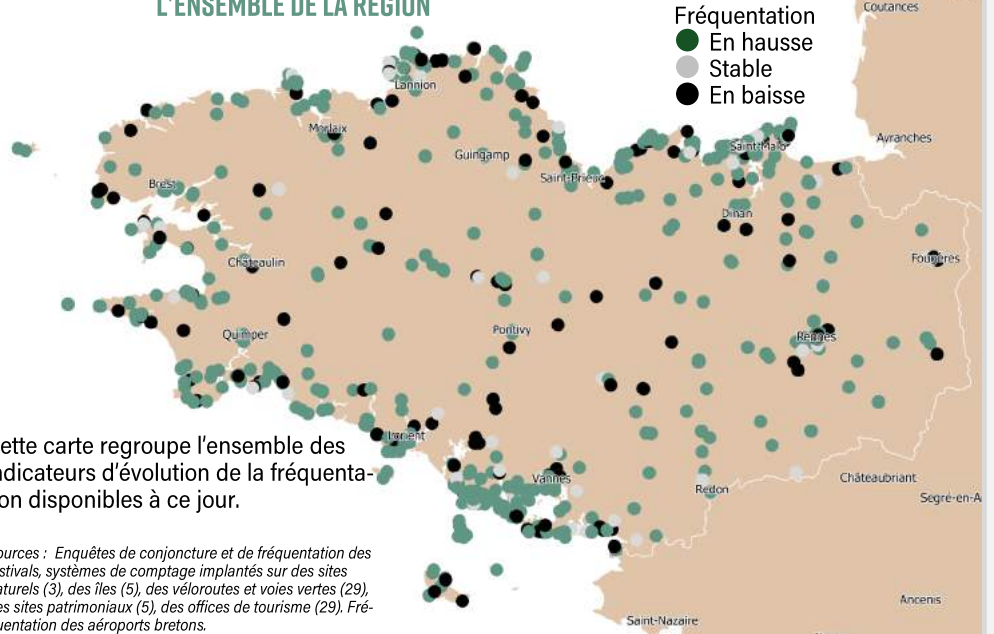 L'ENSEMBLE DE LA RÉGION
Fréquentation
En hausse
Stable
En baisse
Coutances
Lannion
Morlaix
Guingamp
Saint-Brieuc
Saint-Malo
Avranches
Brest
Dinan
Châteaulin
Fougères
Quimper
Pontivy
Rennes
Lorient
Vannes
Redon
Châteaubriant
Segré-en-A
Ancenis
Saint-Nazaire
ette carte regroupe l'ensemble des
ndicateurs d'évolution de la fréquenta-
on disponibles à ce jour.
ources : Enquêtes de conjoncture et de fréquentation des
stivals, systèmes de comptage implantés sur des sites
aturels (3), des îles (5), des véloroutes et voies vertes (29),
es sites patrimoniaux (5), des offices de tourisme (29). Fré-
uentation des aéroports bretons.